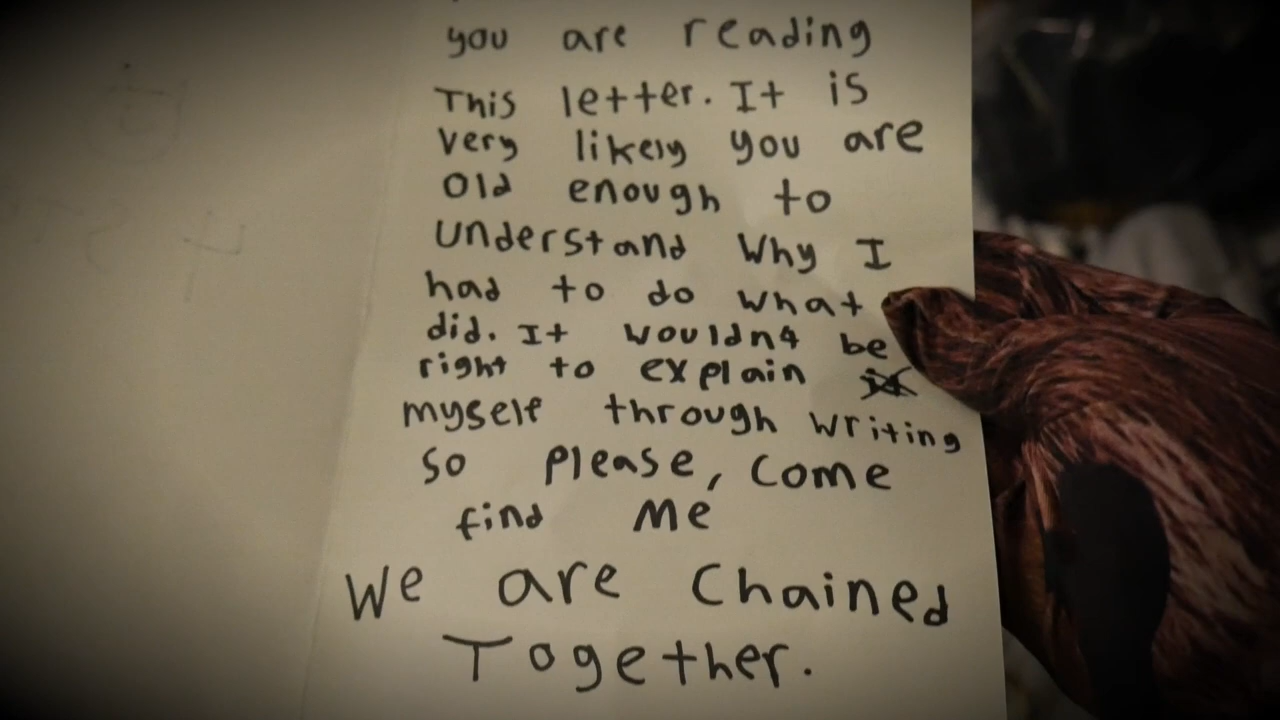 you are reading
This letter. It is
very likely you are
old enough to
understand why I
had to do what
did. It wouldn4 be
right to explain
myself through writing
so please, come
find me
We are Chained
Together.